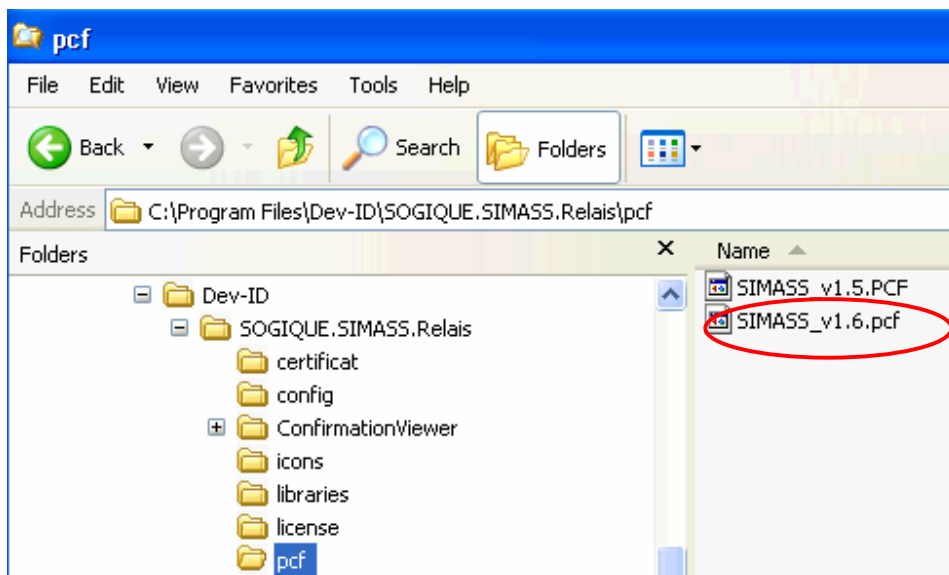 pcf
File Edit View Favorites Tools Help
Back Search Folders
Address C:\Program Files\Dev-ID\SOGIQUE.SIMASS.Relais\pcf
Folders X Name
Dev-ID
SIMASS_v1.5.PCF
SOGIQUE.SIMASS.Relais
SIMASS_v1.6.pcf
certificat
config
ConfirmationViewer
icons
libraries
license
pcf